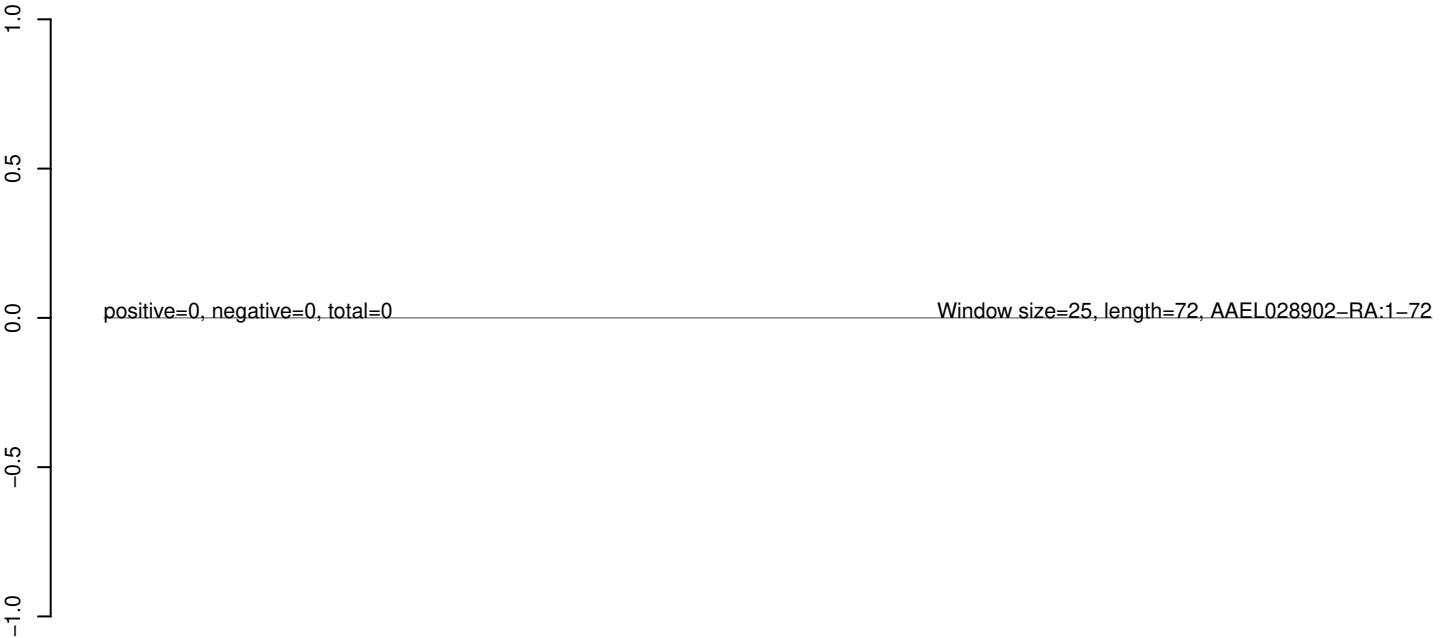 1.0
0.5
0.0
−0.5
−1.0
positive=0, negative=0, total=0
Window size=25, length=72, AAEL028902−RA:1−72